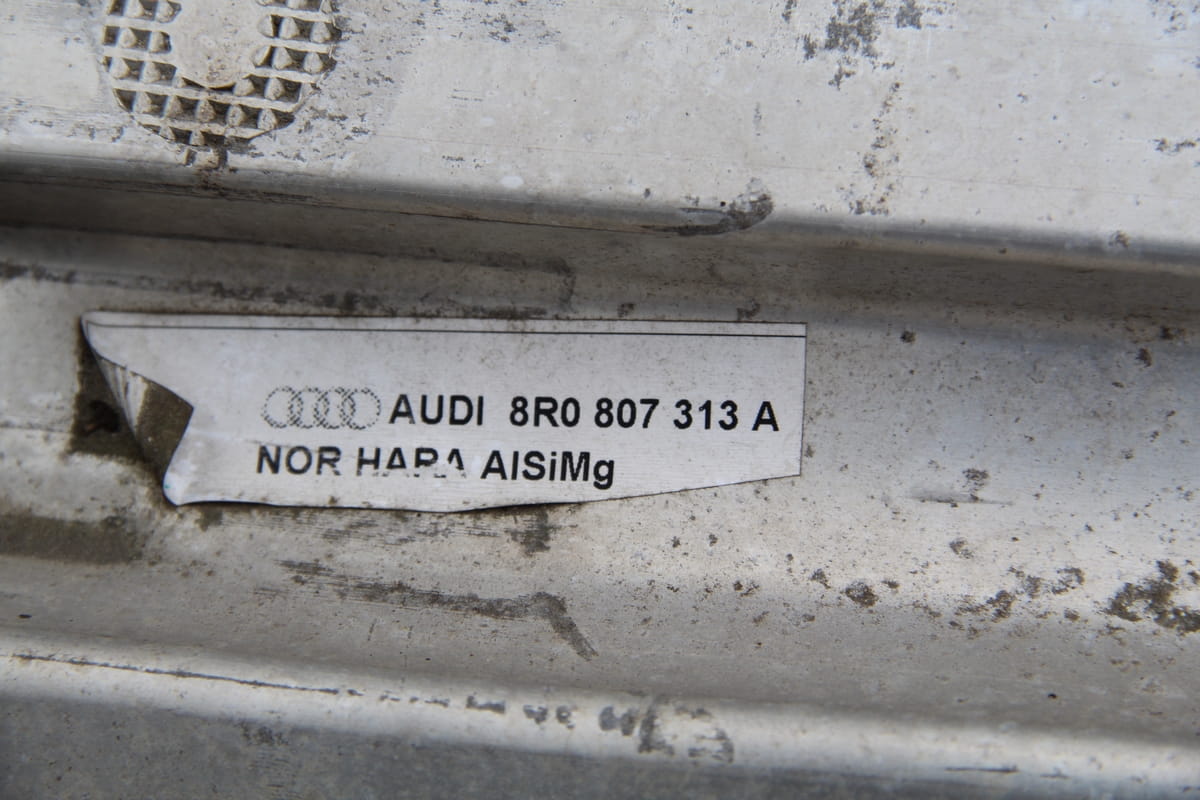 AUDI 8R0 807 313 A
NOR HARA AlSiMg